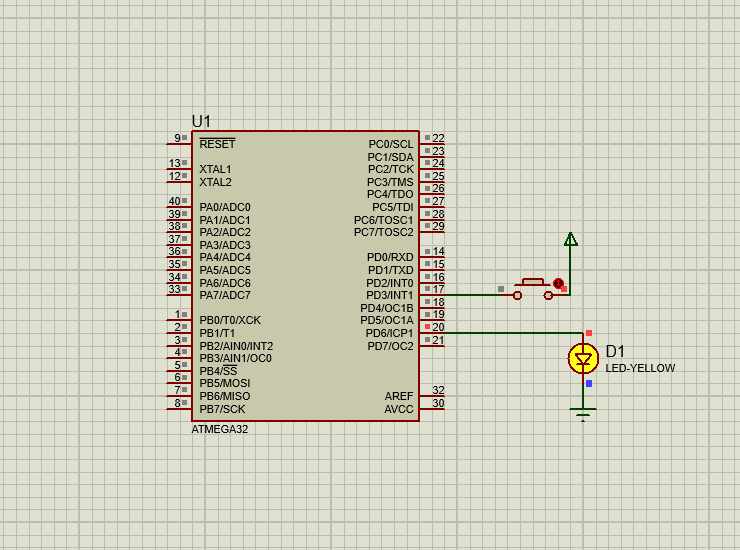 U1
9 RESET PC0/SCL 22
PC1/SDA 23
13 XTAL1 PC2/TCK 24
12 XTAL2 PC3/TMS 25
PC4/TDO 26
40 PA0/ADC0 PC5/TDI 27
39 PA1/ADC1 PC6/TOSC1 28
38 PA2/ADC2 PC7/TOSC2 29
37 PA3/ADC3
36 PA4/ADC4 PD0/RXD 14
35 PA5/ADC5 PD1/TXD 15
34 PA6/ADC6 PD2/INT0 16
33 PA7/ADC7 PD3/INT1 17
PD4/OC1B 18
1 PB0/T0/XCK PD5/OC1A 19
2 PB1/T1 PD6/ICP1 20
3 PB2/AIN0/INT2 PD7/OC2 21
4 PB3/AIN1/OC0
5 PB4/SS
6 PB5/MOSI
7 PB6/MISO AREF 32
8 PB7/SCK AVCC 30
ATMEGA32
D1
LED-YELLOW